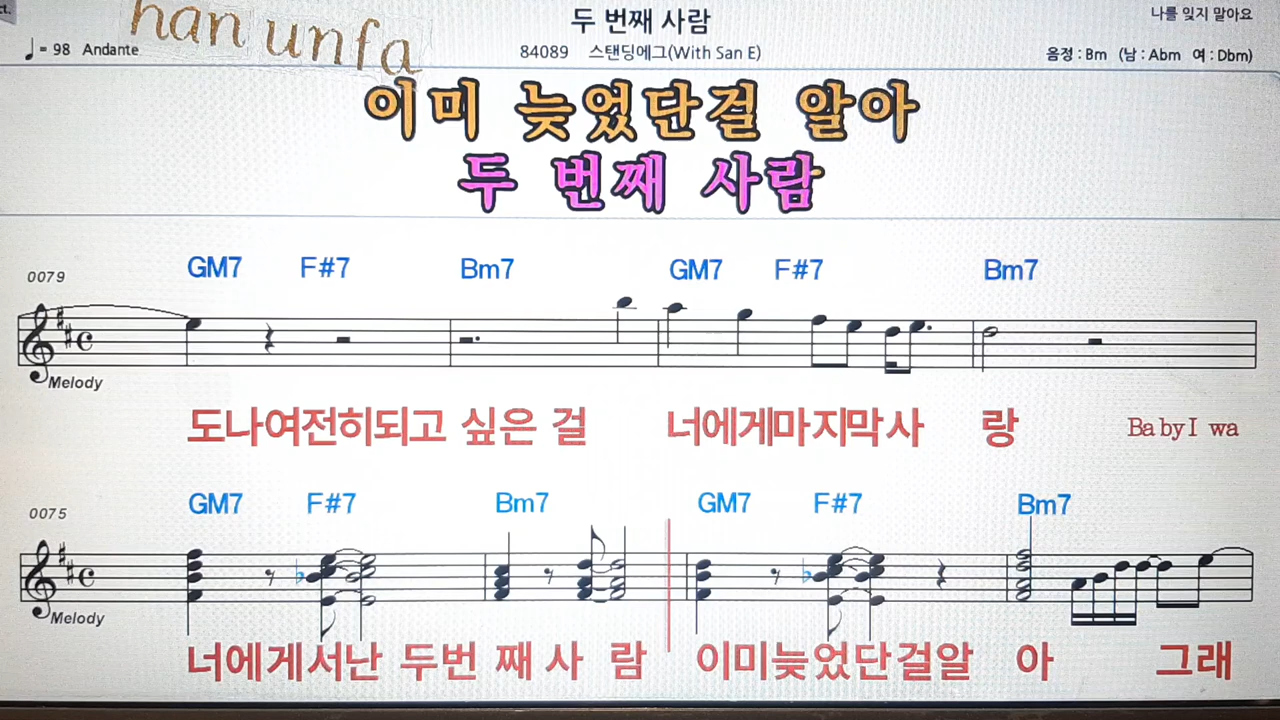 ct.
han unfa
두 번째 사람
나를 잊지 말아요
♩= 98 Andante
84089 스탠딩에그(With San E)
음정 : Bm (남 : Abm 여 : Dbm)
이미 늦었단걸 알아
두 번째 사람
0079
GM7 F#7 Bm7 GM7 F#7 Bm7
Melody
도나여전히되고 싶은 걸 너에게마지막사 랑 Ba by I wa
0075
GM7 F#7 Bm7 GM7 F#7 Bm7
Melody
너에게서난 두번 째 사 람 이미늦었단걸알 아 그래